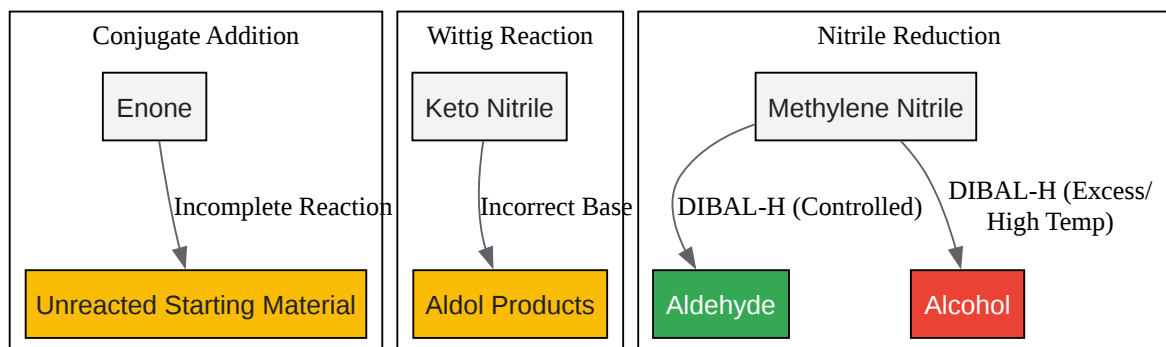 Conjugate Addition
Enone
Incomplete Reaction
Unreacted Starting Material
Wittig Reaction
Keto Nitrile
Incorrect Base
Aldol Products
Nitrile Reduction
Methylene Nitrile
DIBAL-H (Controlled)
DIBAL-H (Excess/
High Temp)
Aldehyde
Alcohol